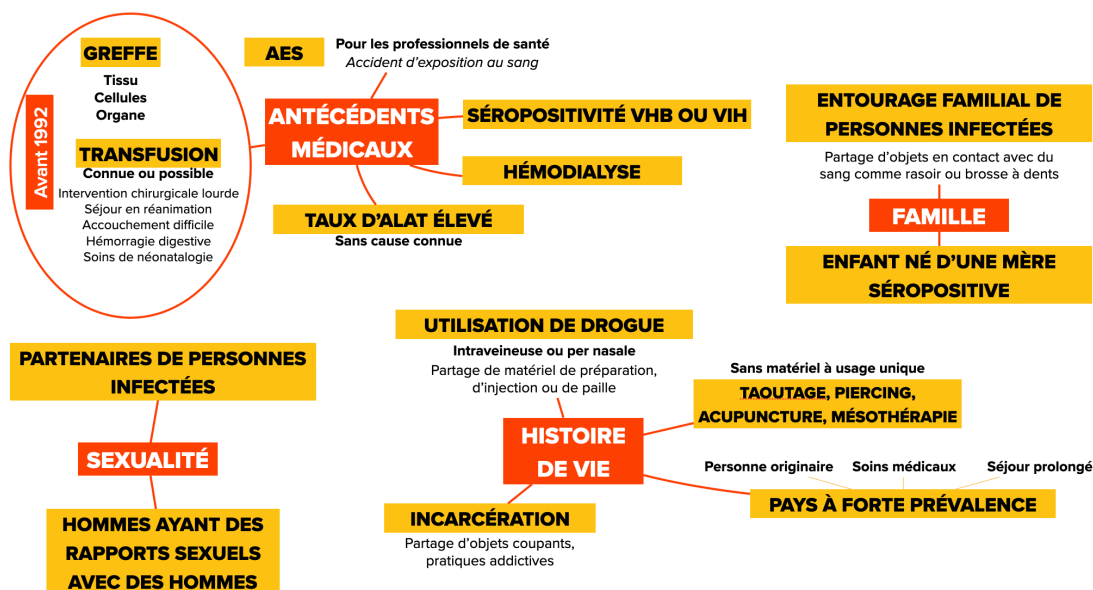 GREFFE
Tissu
Cellules
Organe
Avant 1992
TRANSFUSION
Connue ou possible
Intervention chirurgicale lourde
Séjour en réanimation
Accouchement difficile
Hémorragie digestive
Soins de néonatalogie
AES
Pour les professionnels de santé
Accident d’exposition au sang
ANTÉCÉDENTS
MÉDICAUX
SÉROPOSITIVITÉ VHB OU VIH
HÉMODIALYSE
TAUX D’ALAT ÉLEVÉ
Sans cause connue
ENTOURAGE FAMILIAL DE
PERSONNES INFECTÉES
Partage d’objets en contact avec du
sang comme rasoir ou brosse à dents
FAMILLE
ENFANT NÉ D’UNE MÈRE
SÉROPOSITIVE
PARTENAIRES DE PERSONNES
INFECTÉES
SEXUALITÉ
HOMMES AYANT DES
RAPPORTS SEXUELS
AVEC DES HOMMES
UTILISATION DE DROGUE
Intraveineuse ou per nasale
Partage de matériel de préparation,
d’injection ou de paille
HISTOIRE
DE VIE
Sans matériel à usage unique
TAOUTAGE, PIERCING,
ACUPUNCTURE, MÉSOTHÉRAPIE
Personne originaire
Soins médicaux
Séjour prolongé
PAYS À FORTE PRÉVALENCE
INCARCÉRATION
Partage d’objets coupants,
pratiques addictives